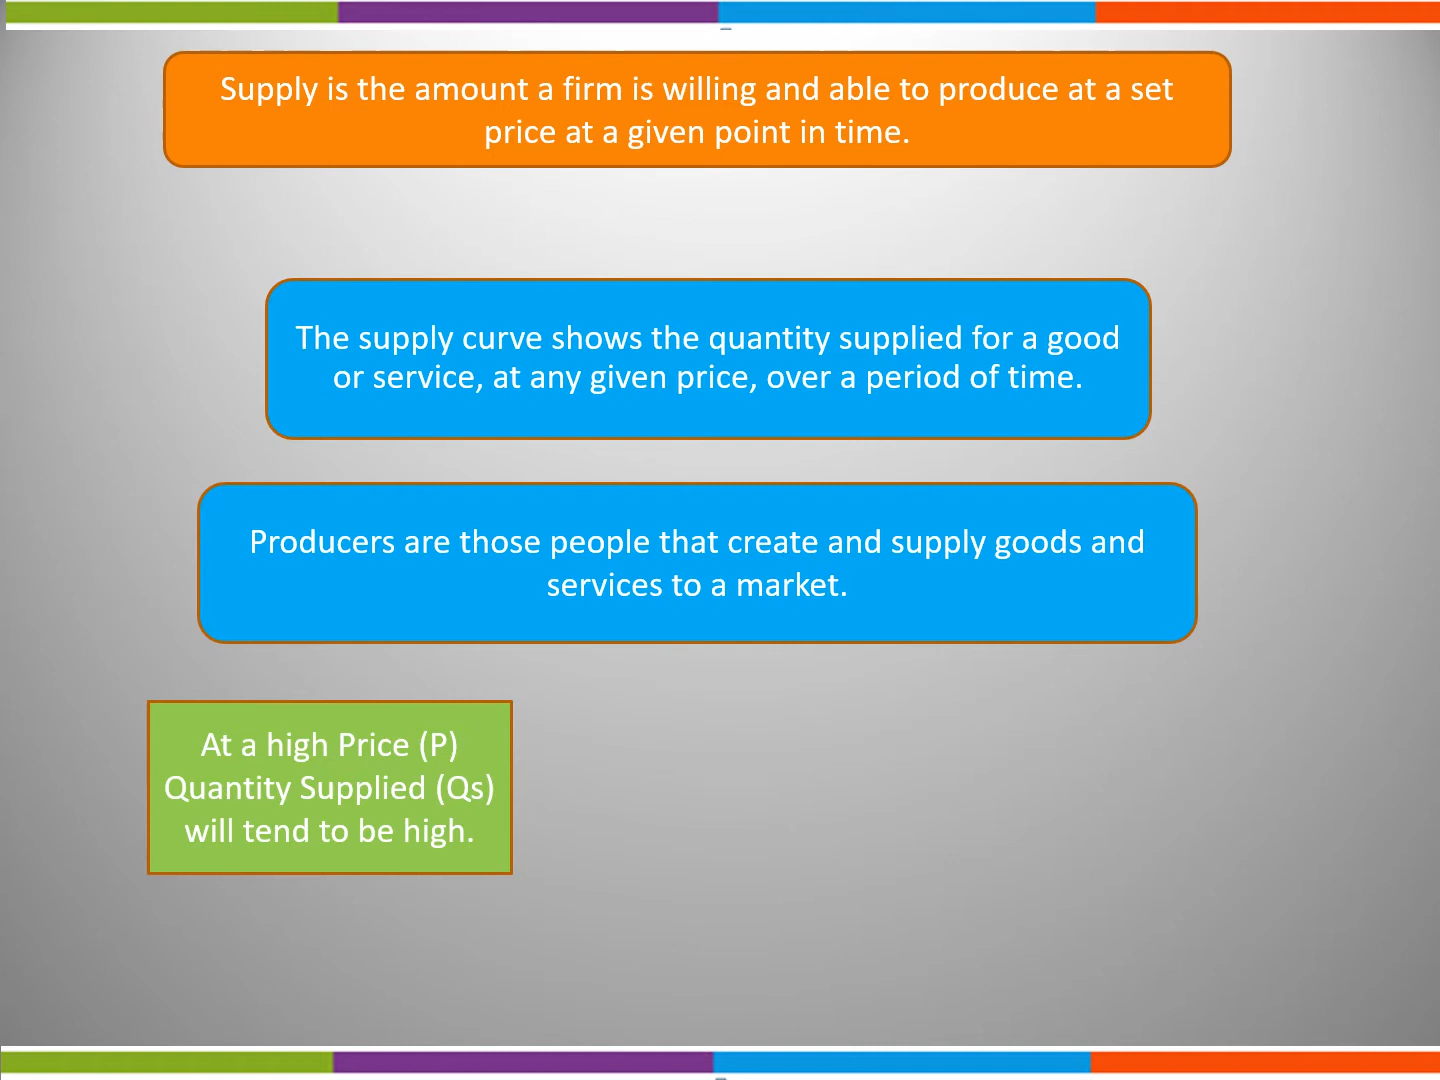 Supply is the amount a firm is willing and able to produce at a set
price at a given point in time.
The supply curve shows the quantity supplied for a good
or service, at any given price, over a period of time.
Producers are those people that create and supply goods and
services to a market.
At a high Price (P)
Quantity Supplied (Qs)
will tend to be high.